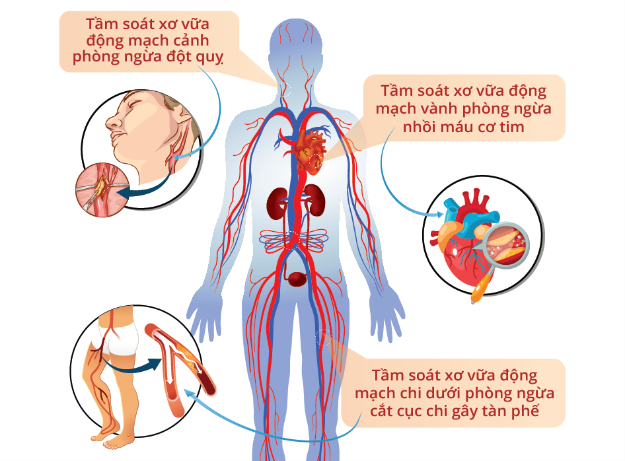 Tầm soát xơ vữa
động mạch cảnh
phòng ngừa đột quỵ
Tầm soát xơ vữa động
mạch vành phòng ngừa
nhồi máu cơ tim
Tầm soát xơ vữa động
mạch chi dưới phòng ngừa
cắt cục chi gây tàn phế